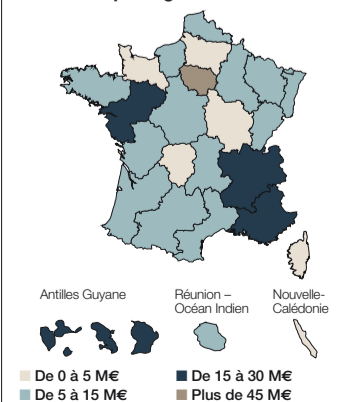 Antilles Guyane
Réunion –
Océan Indien
Nouvelle-
Calédonie
De 0 à 5 M€
De 15 à 30 M€
De 5 à 15 M€
Plus de 45 M€